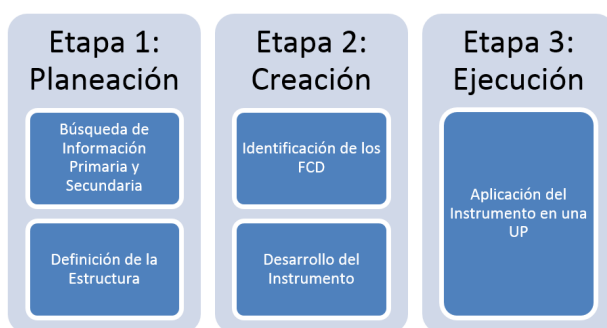 Etapa 1:
Planeación
Búsqueda de
Información
Primaria y
Secundaria
Definición de la
Estructura
Etapa 2:
Creación
Identificación de los
FCD
Desarrollo del
Instrumento
Etapa 3:
Ejecución
Aplicación del
Instrumento en una
UP